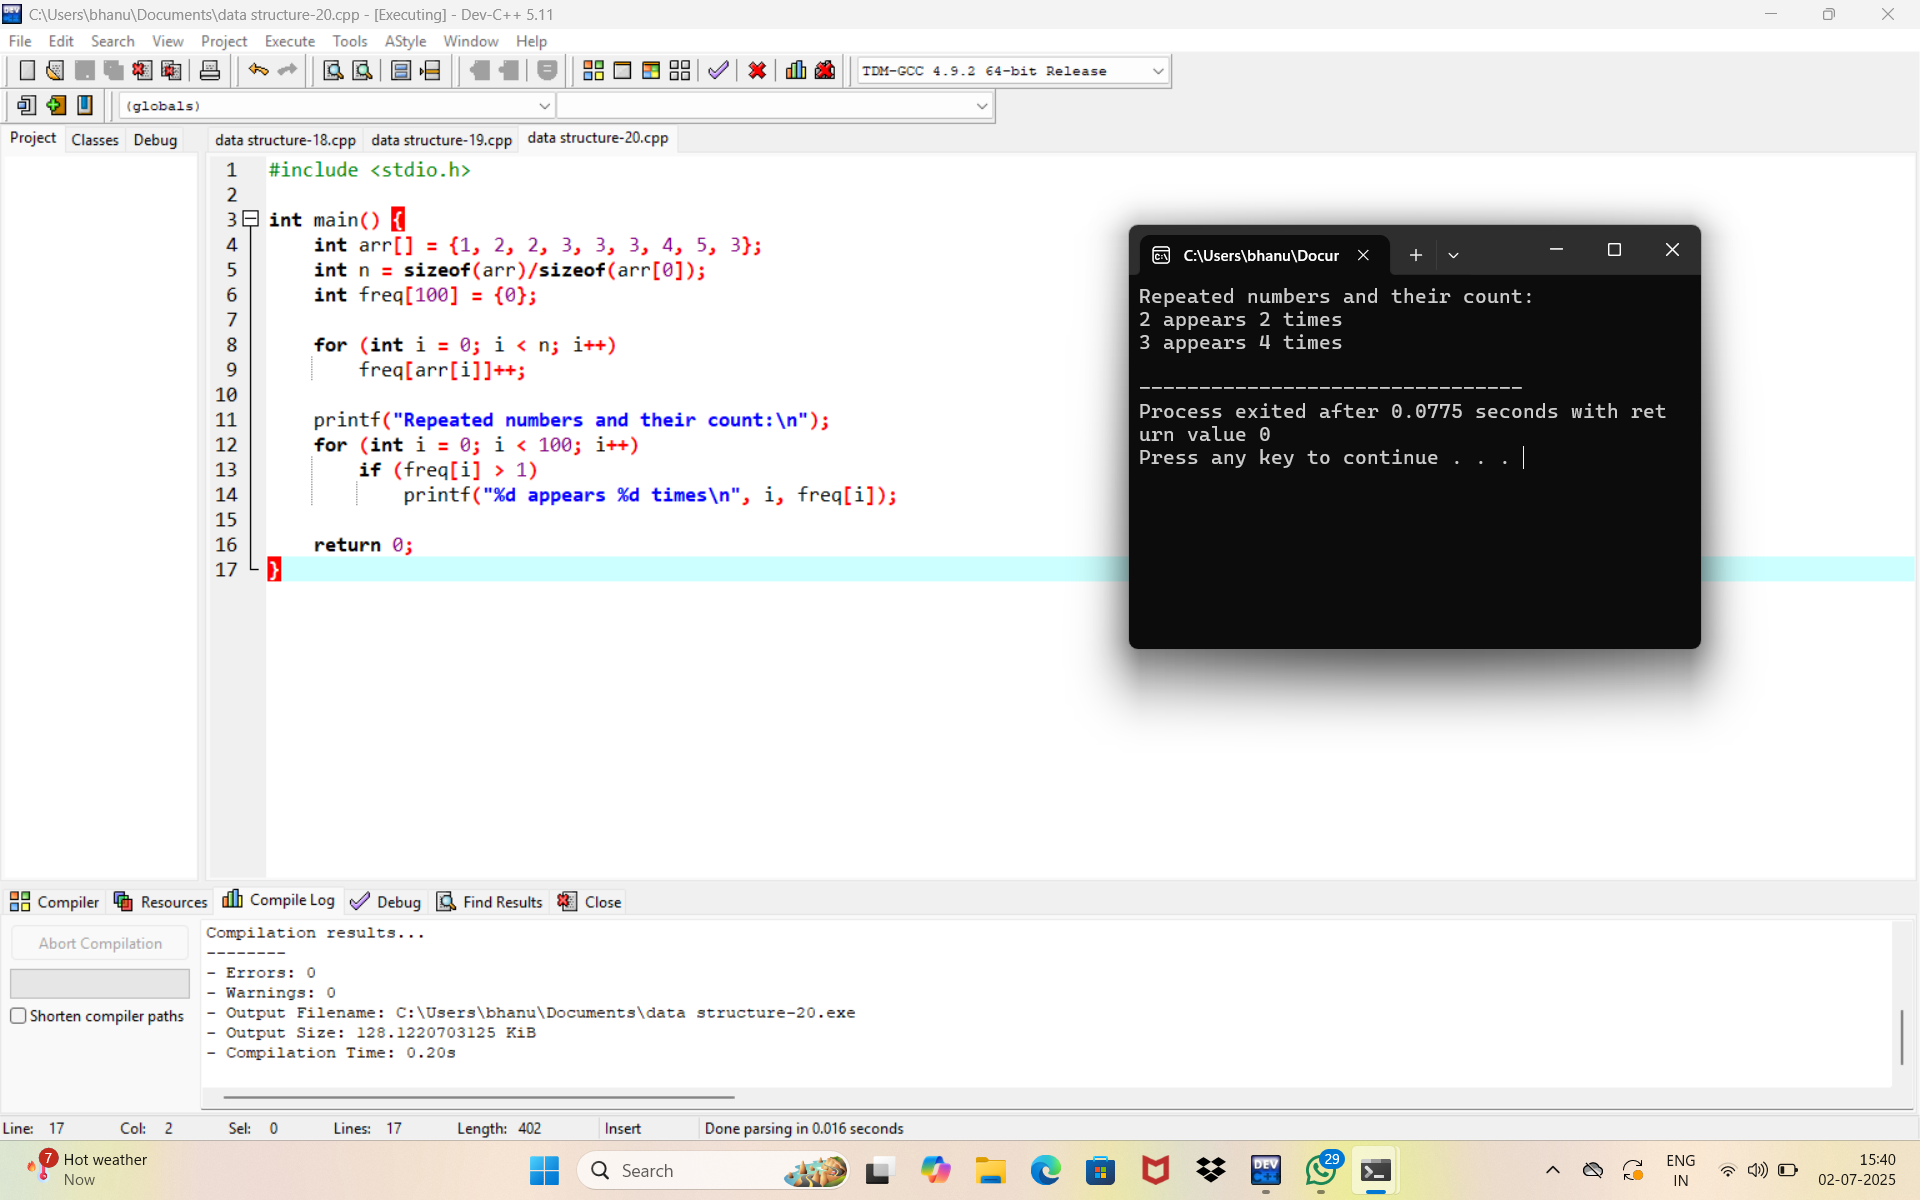 C:\Users\bhanu\Documents\data structure-20.cpp - [Executing] - Dev-C++ 5.11
File Edit Search View Project Execute Tools AStyle Window Help
TDM-GCC 4.9.2 64-bit Release
(globals)
Project Classes Debug
data structure-18.cpp data structure-19.cpp data structure-20.cpp
1 #include <stdio.h>
2
3 int main() {
4 int arr[] = {1, 2, 2, 3, 3, 3, 4, 5, 3};
5 int n = sizeof(arr)/sizeof(arr[0]);
6 int freq[100] = {0};
7
8 for (int i = 0; i < n; i++)
9 freq[arr[i]]++;
10
11 printf("Repeated numbers and their count:\n");
12 for (int i = 0; i < 100; i++)
13 if (freq[i] > 1)
14 printf("%d appears %d times\n", i, freq[i]);
15
16 return 0;
17 }
C:\Users\bhanu\Docur
Repeated numbers and their count:
2 appears 2 times
3 appears 4 times
--------------------------------
Process exited after 0.0775 seconds with ret
urn value 0
Press any key to continue . . .
Compiler Resources Compile Log Debug Find Results Close
Abort Compilation
Shorten compiler paths
Compilation results...
--------
- Errors: 0
- Warnings: 0
- Output Filename: C:\Users\bhanu\Documents\data structure-20.exe
- Output Size: 128.1220703125 KiB
- Compilation Time: 0.20s
Line: 17 Col: 2 Sel: 0 Lines: 17 Length: 402 Insert Done parsing in 0.016 seconds
7
Hot weather
Now
Search
DEV
29
ENG
IN
15:40
02-07-2025